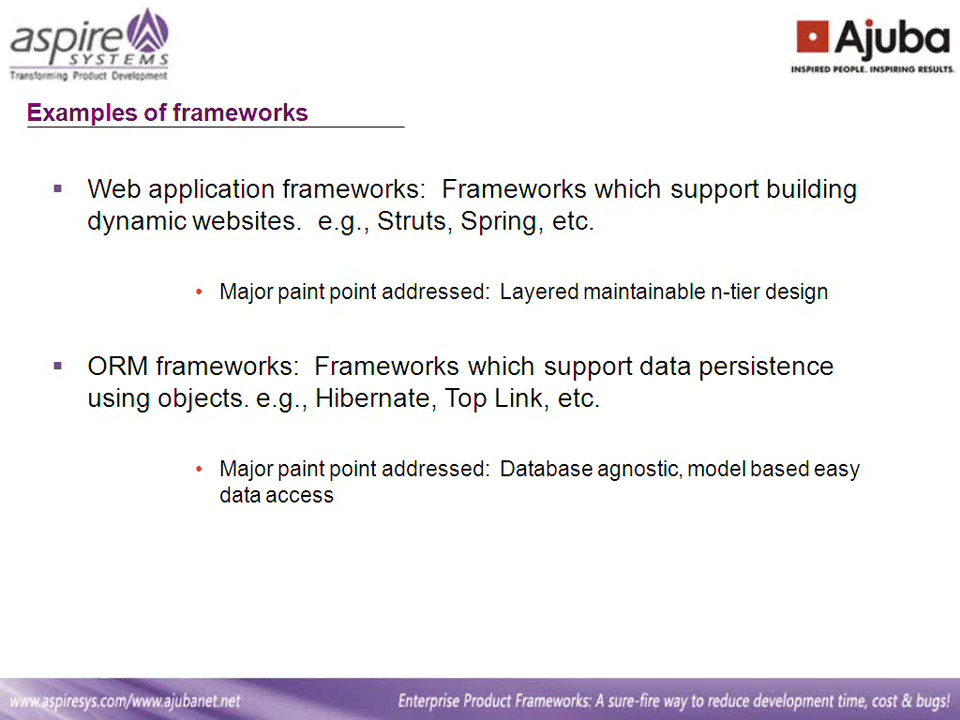 aspire
SYSTEMS
Transforming Product Development
Ajuba
INSPIRED PEOPLE. INSPIRING RESULTS.
Examples of frameworks
▪ Web application frameworks:  Frameworks which support building
dynamic websites.  e.g., Struts, Spring, etc.
• Major paint point addressed:  Layered maintainable n-tier design
▪ ORM frameworks:  Frameworks which support data persistence
using objects. e.g., Hibernate, Top Link, etc.
• Major paint point addressed:  Database agnostic, model based easy
data access
www.aspiresys.com/www.ajubanet.net
Enterprise Product Frameworks: A sure-fire way to reduce development time, cost & bugs!